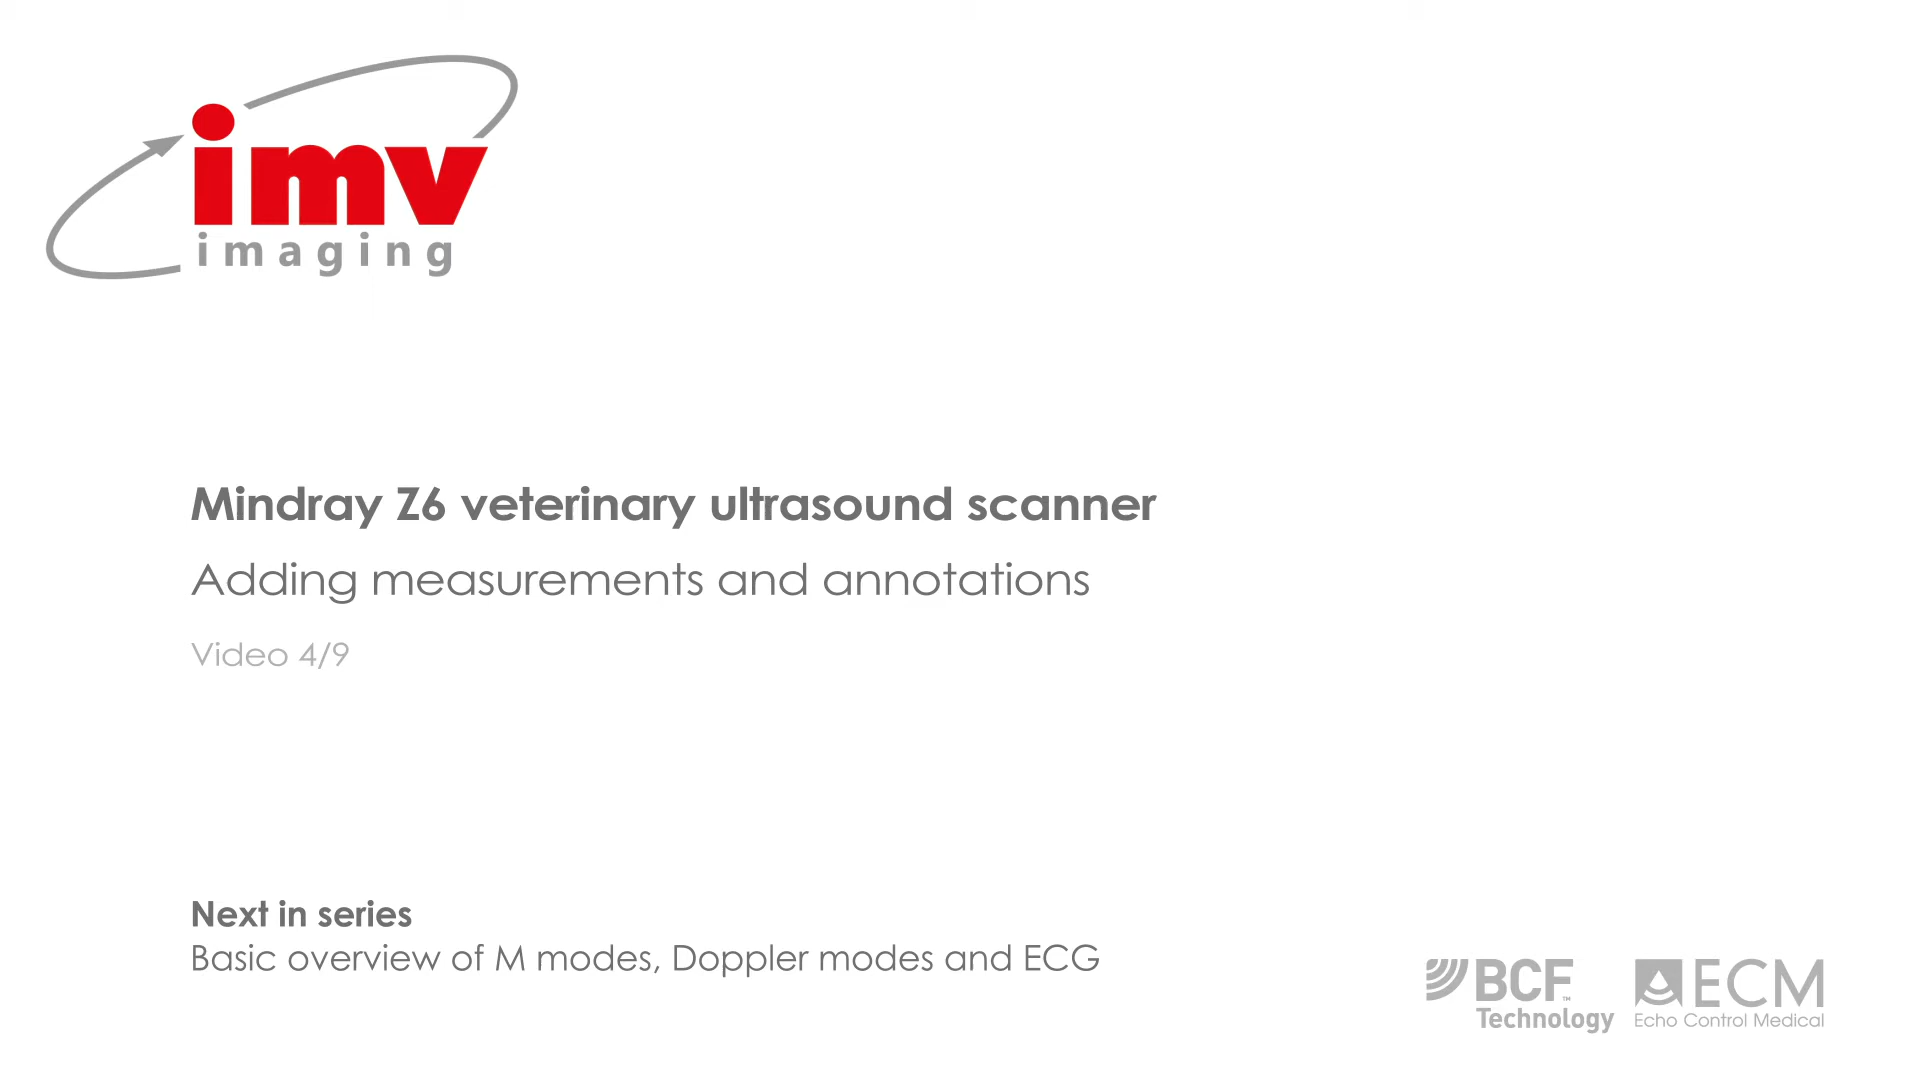 imv
imaging
Mindray Z6 veterinary ultrasound scanner
Adding measurements and annotations
Video 4/9
Next in series
Basic overview of M modes, Doppler modes and ECG
BCF™
Technology
ECM
Echo Control Medical